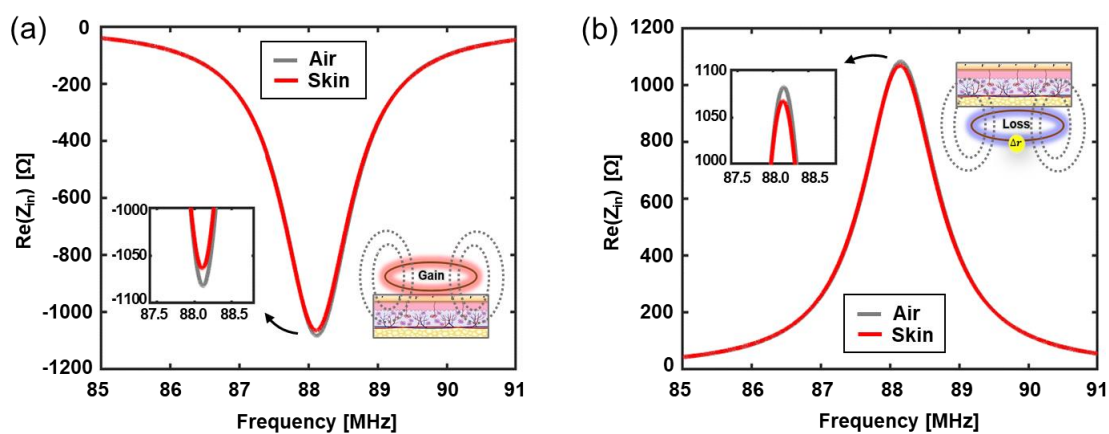 (a)
Re(Z_in) [Ω]
0
-200
-400
-600
-800
-1000
-1200
Air
Skin
-1000
-1050
-1100
87.5 88.0 88.5
Gain
85 86 87 88 89 90 91
Frequency [MHz]
(b)
Re(Z_in) [Ω]
1200
1000
800
600
400
200
0
1100
1050
1000
87.5 88.0 88.5
Loss
Δr
Air
Skin
85 86 87 88 89 90 91
Frequency [MHz]